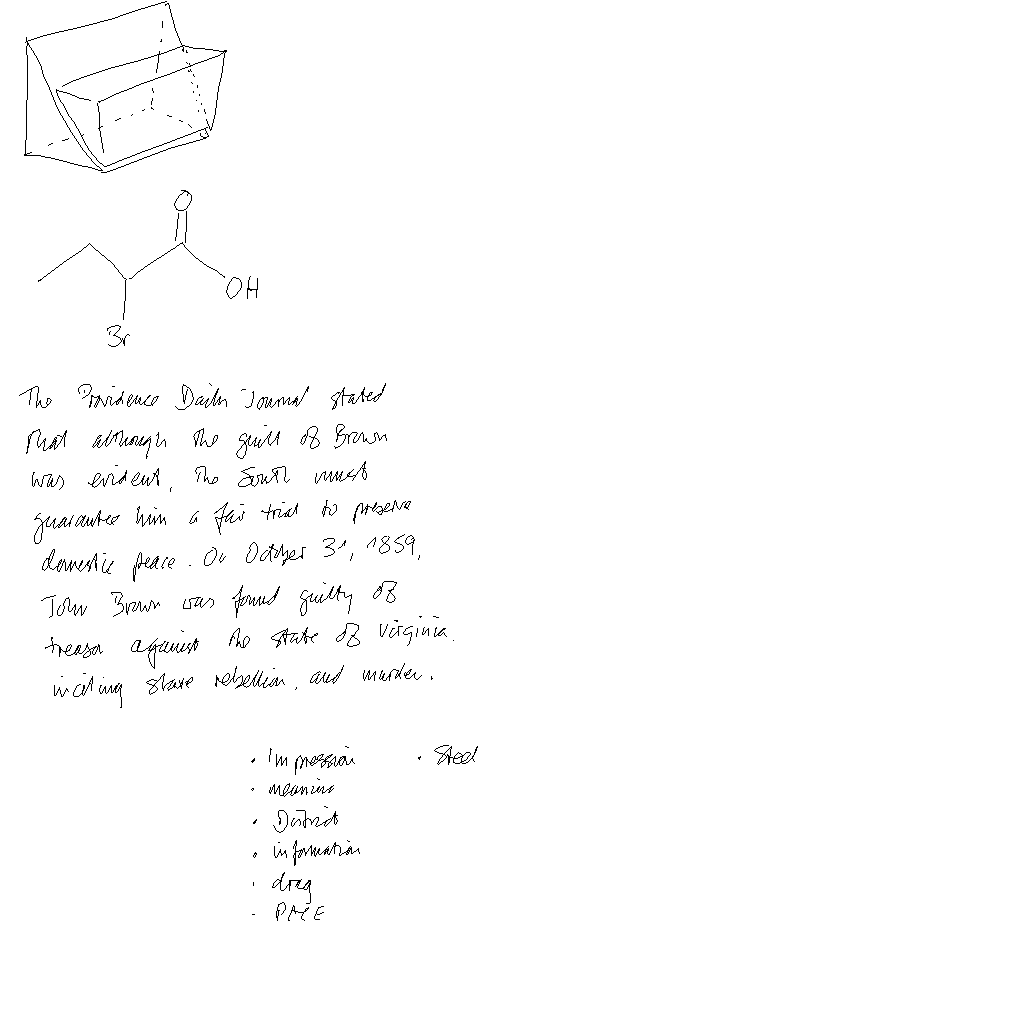 O
OH
Br
The Providence Daily Journal stated
that although the guilt of Brown
was evident, the South must
guarantee him a fair trial to preserve
domestic peace. On October 31, 1859,
John Brown was found guilty of
treason against the state of Virginia,
inciting slave rebellion, and murder.
• Impression • Steel
• meaning
• District
• information
• drag